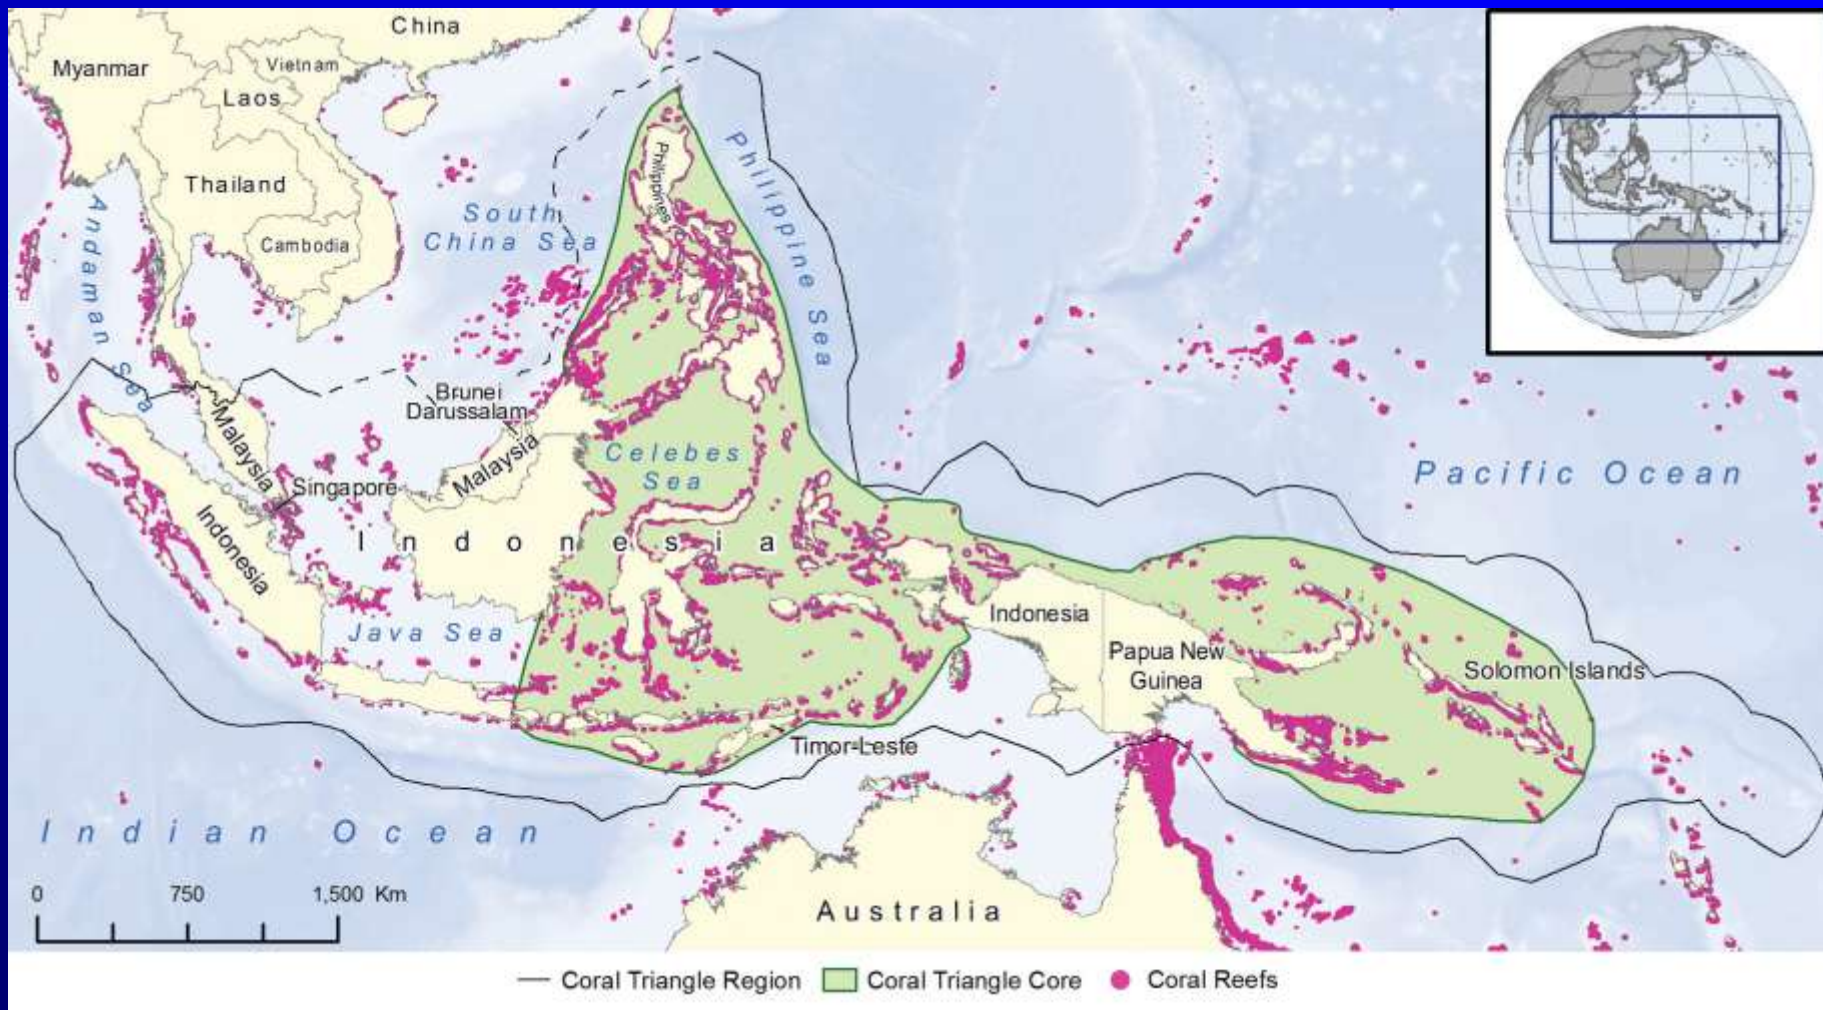 China
Myanmar
Vietnam
Laos
Thailand
Cambodia
Andaman Sea
South
China Sea
Philippines
Philippine Sea
Brunei
Darussalam
Malaysia
Malaysia
Singapore
Indonesia
Celebes
Sea
Indonesia
Pacific Ocean
Java Sea
Indonesia
Papua New
Guinea
Solomon Islands
Timor-Leste
Indian Ocean
Australia
0 750 1,500 Km
Coral Triangle Region Coral Triangle Core Coral Reefs